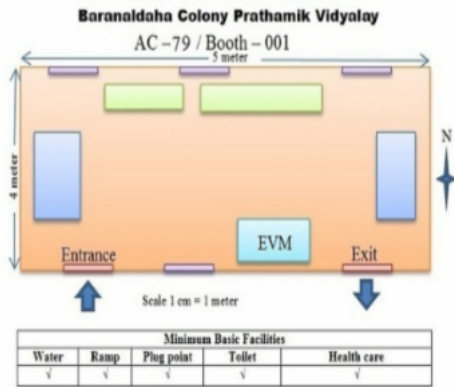 Baranaldaha Colony Prathamik Vidyalay
AC – 79 / Booth – 001
5 meter
4 meter
N
EVM
Entrance
Exit
Scale 1 cm = 1 meter
Minimum Basic Facilities
Water Ramp Plug point Toilet Health care
√ √ √ √ √